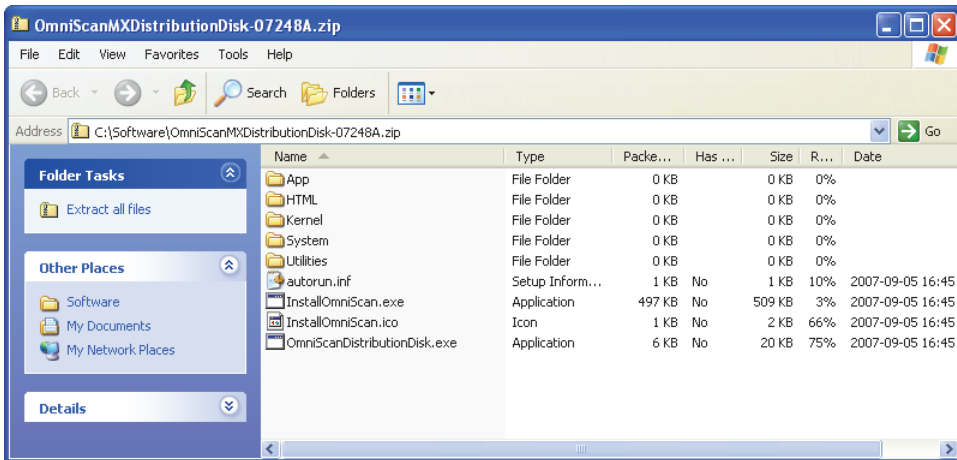 OmniScanMXDistributionDisk-07248A.zip
File Edit View Favorites Tools Help
Back Search Folders
Address C:\Software\OmniScanMXDistributionDisk-07248A.zip Go
Folder Tasks
Extract all files
Other Places
Software
My Documents
My Network Places
Details
Name Type Packe... Has ... Size R... Date
App File Folder 0 KB 0 KB 0%
HTML File Folder 0 KB 0 KB 0%
Kernel File Folder 0 KB 0 KB 0%
System File Folder 0 KB 0 KB 0%
Utilities File Folder 0 KB 0 KB 0%
autorun.inf Setup Inform... 1 KB No 1 KB 10% 2007-09-05 16:45
InstallOmniScan.exe Application 497 KB No 509 KB 3% 2007-09-05 16:45
InstallOmniScan.ico Icon 1 KB No 2 KB 66% 2007-09-05 16:45
OmniScanDistributionDisk.exe Application 6 KB No 20 KB 75% 2007-09-05 16:45